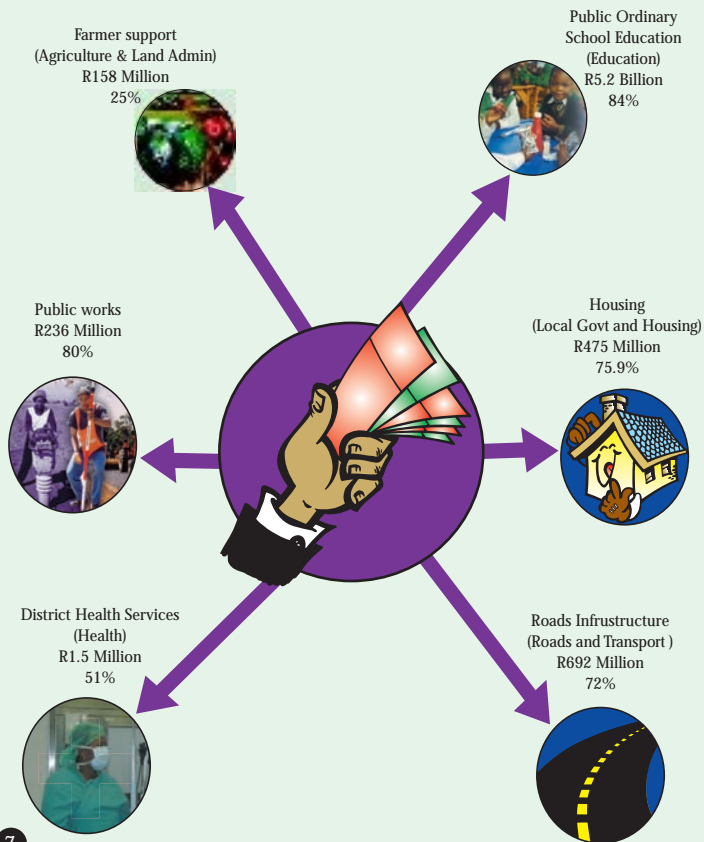 Farmer support
(Agriculture & Land Admin)
R158 Million
25%
Public Ordinary
School Education
(Education)
R5.2 Billion
84%
Public works
R236 Million
80%
Housing
(Local Govt and Housing)
R475 Million
75.9%
District Health Services
(Health)
R1.5 Million
51%
Roads Infrustructure
(Roads and Transport )
R692 Million
72%
7